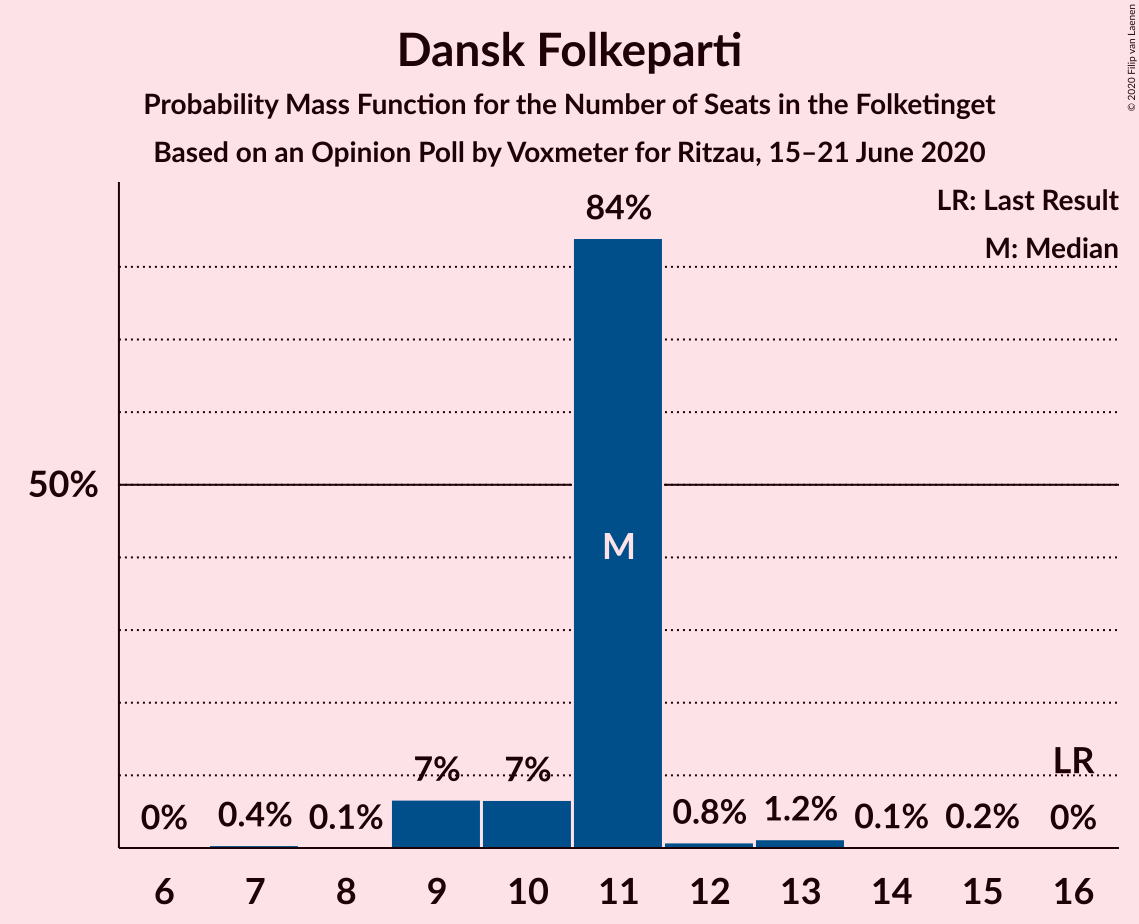 Dansk Folkeparti
Probability Mass Function for the Number of Seats in the Folketinget
Based on an Opinion Poll by Voxmeter for Ritzau, 15–21 June 2020
© 2020 Filip van Laenen
LR: Last Result
M: Median
84%
50%
M
LR
0% 0.4% 0.1% 7% 7% 0.8% 1.2% 0.1% 0.2% 0%
6 7 8 9 10 11 12 13 14 15 16